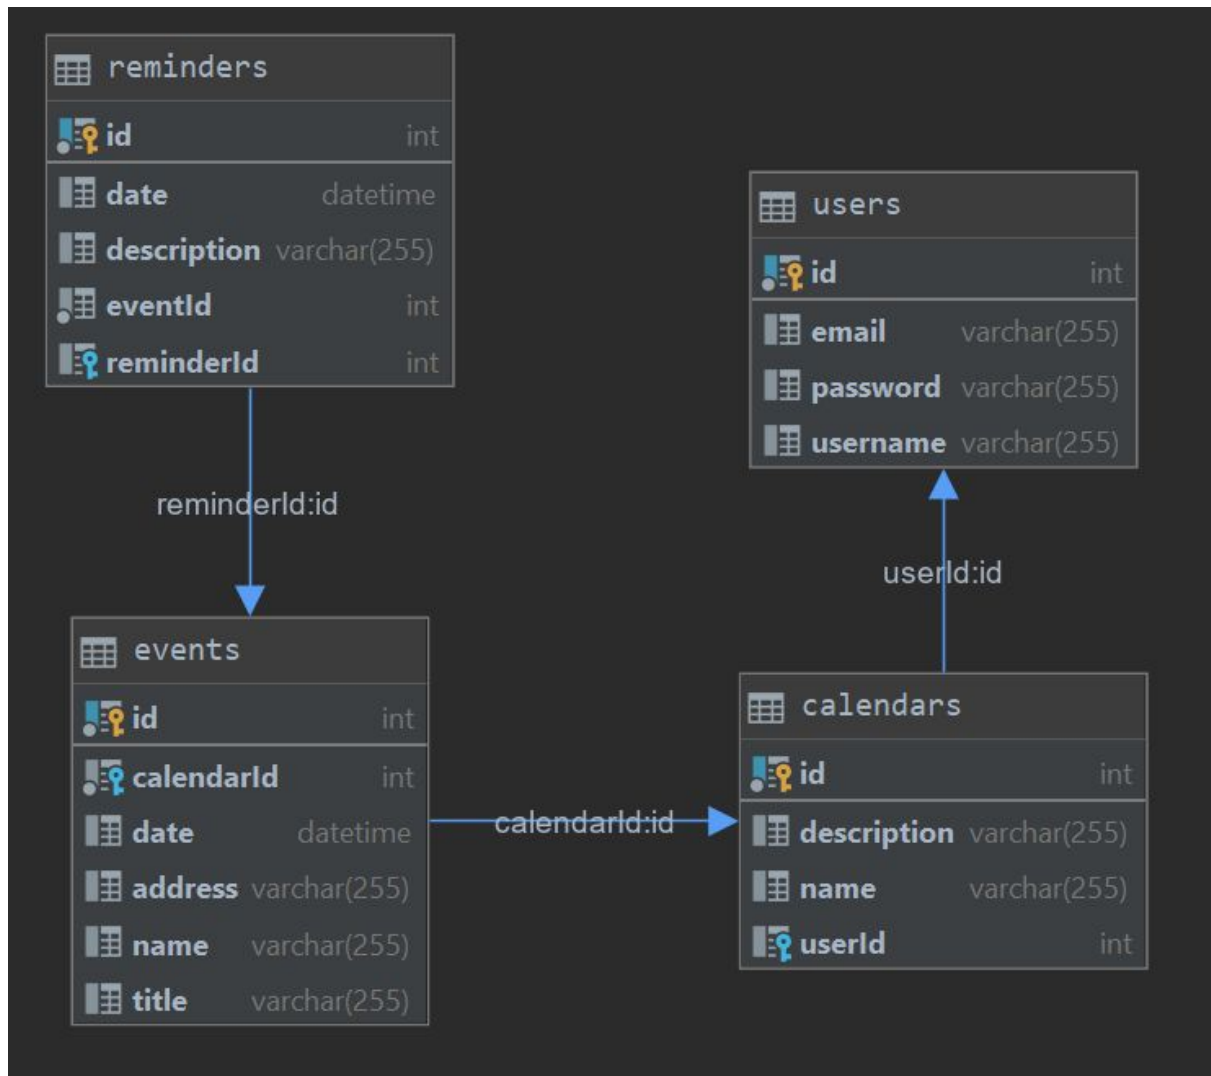 reminders
id int
date datetime
description varchar(255)
eventId int
reminderId int
reminderId:id
events
id int
calendarId int
date datetime
address varchar(255)
name varchar(255)
title varchar(255)
calendarId:id
users
id int
email varchar(255)
password varchar(255)
username varchar(255)
userId:id
calendars
id int
description varchar(255)
name varchar(255)
userId int